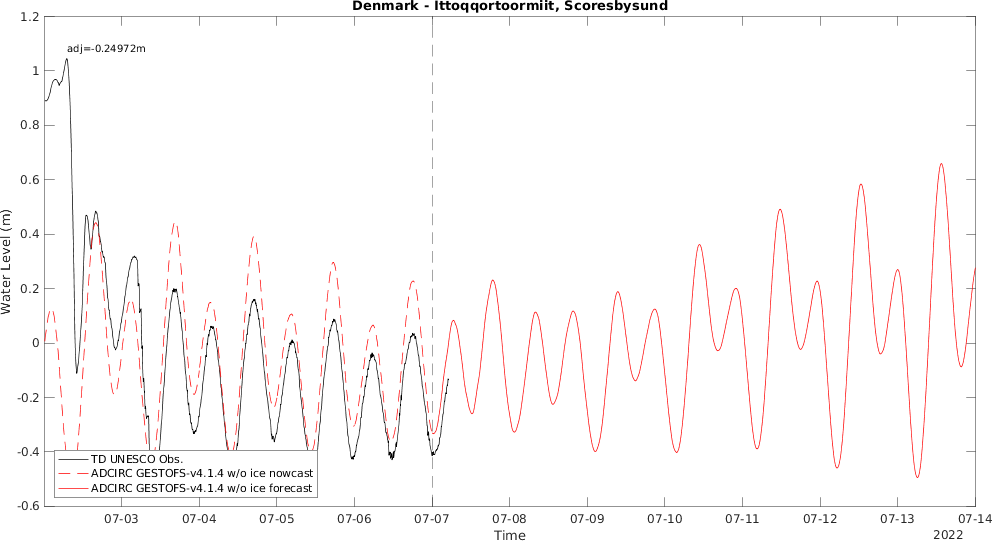 Denmark - Ittoqqortoormiit, Scoresbysund
adj=-0.24972m
Water Level (m)
1.2
1
0.8
0.6
0.4
0.2
0
-0.2
-0.4
-0.6
TD UNESCO Obs.
ADCIRC GESTOFS-v4.1.4 w/o ice nowcast
ADCIRC GESTOFS-v4.1.4 w/o ice forecast
07-03 07-04 07-05 07-06 07-07 07-08 07-09 07-10 07-11 07-12 07-13 07-14
Time
2022